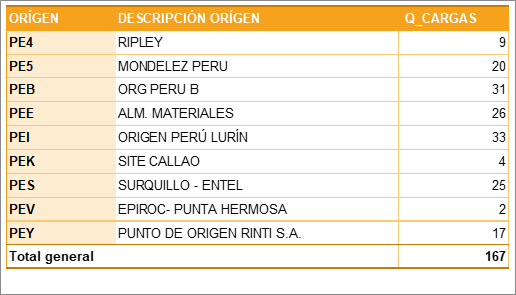 ORÍGEN DESCRIPCIÓN ORÍGEN Q_CARGAS
PE4 RIPLEY 9
PE5 MONDELEZ PERU 20
PEB ORG PERU B 31
PEE ALM. MATERIALES 26
PEI ORIGEN PERÚ LURÍN 33
PEK SITE CALLAO 4
PES SURQUILLO - ENTEL 25
PEV EPIROC- PUNTA HERMOSA 2
PEY PUNTO DE ORIGEN RINTI S.A. 17
Total general 167